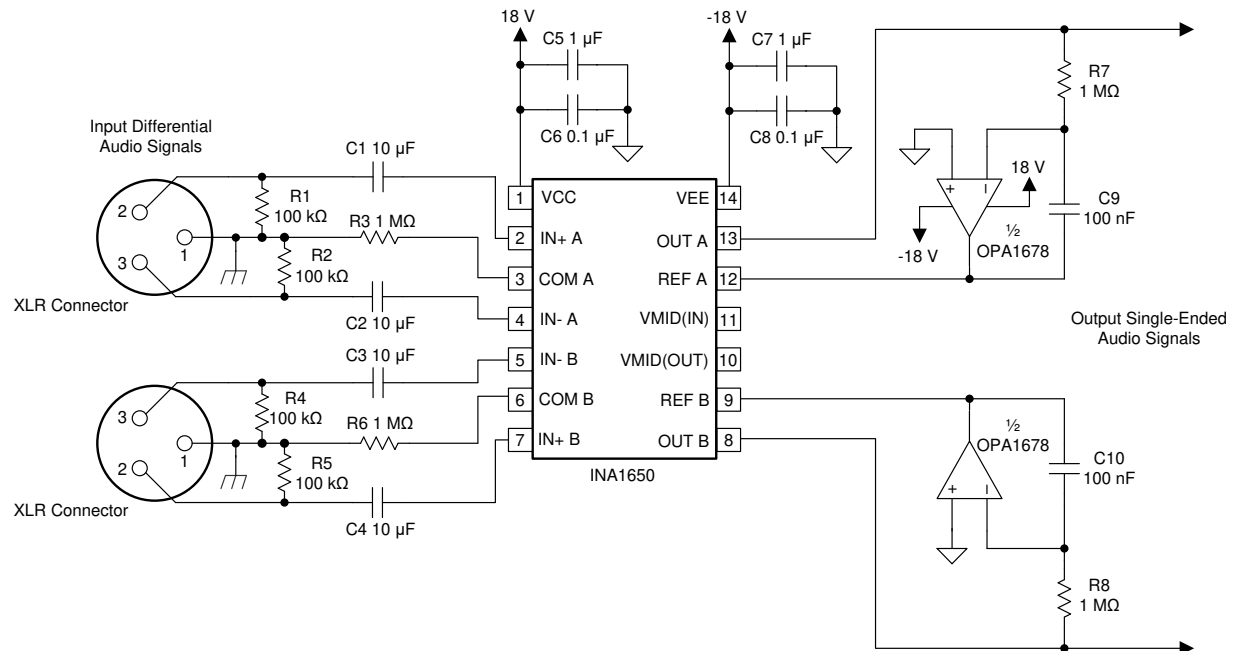 18 V
C5 1 µF
C6 0.1 µF
-18 V
C7 1 µF
C8 0.1 µF
R7
1 MΩ
18 V
C9
100 nF
-18 V
½
OPA1678
+
–
Input Differential
Audio Signals
C1 10 µF
2
R1
100 kΩ
R3 1 MΩ
1
3
R2
100 kΩ
XLR Connector
C2 10 µF
C3 10 µF
3
R4
100 kΩ
R6 1 MΩ
1
2
R5
100 kΩ
XLR Connector
C4 10 µF
1 VCC
2 IN+ A
3 COM A
4 IN- A
5 IN- B
6 COM B
7 IN+ B
VEE 14
OUT A 13
REF A 12
VMID(IN) 11
VMID(OUT) 10
REF B 9
OUT B 8
INA1650
Output Single-Ended
Audio Signals
½
OPA1678
+
–
C10
100 nF
R8
1 MΩ